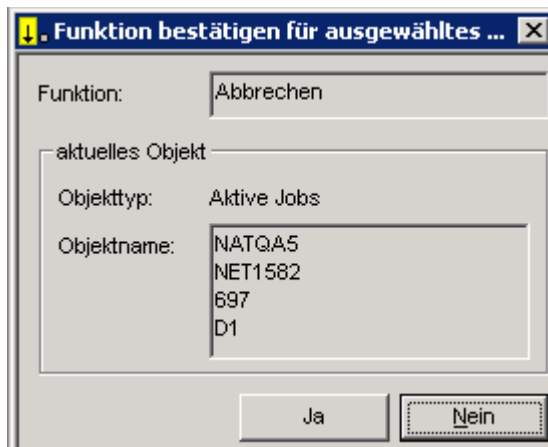 Funktion bestätigen für ausgewähltes ...
Funktion: Abbrechen
aktuelles Objekt
Objekttyp: Aktive Jobs
Objektname: NATQA5
NET1582
697
D1
Ja Nein